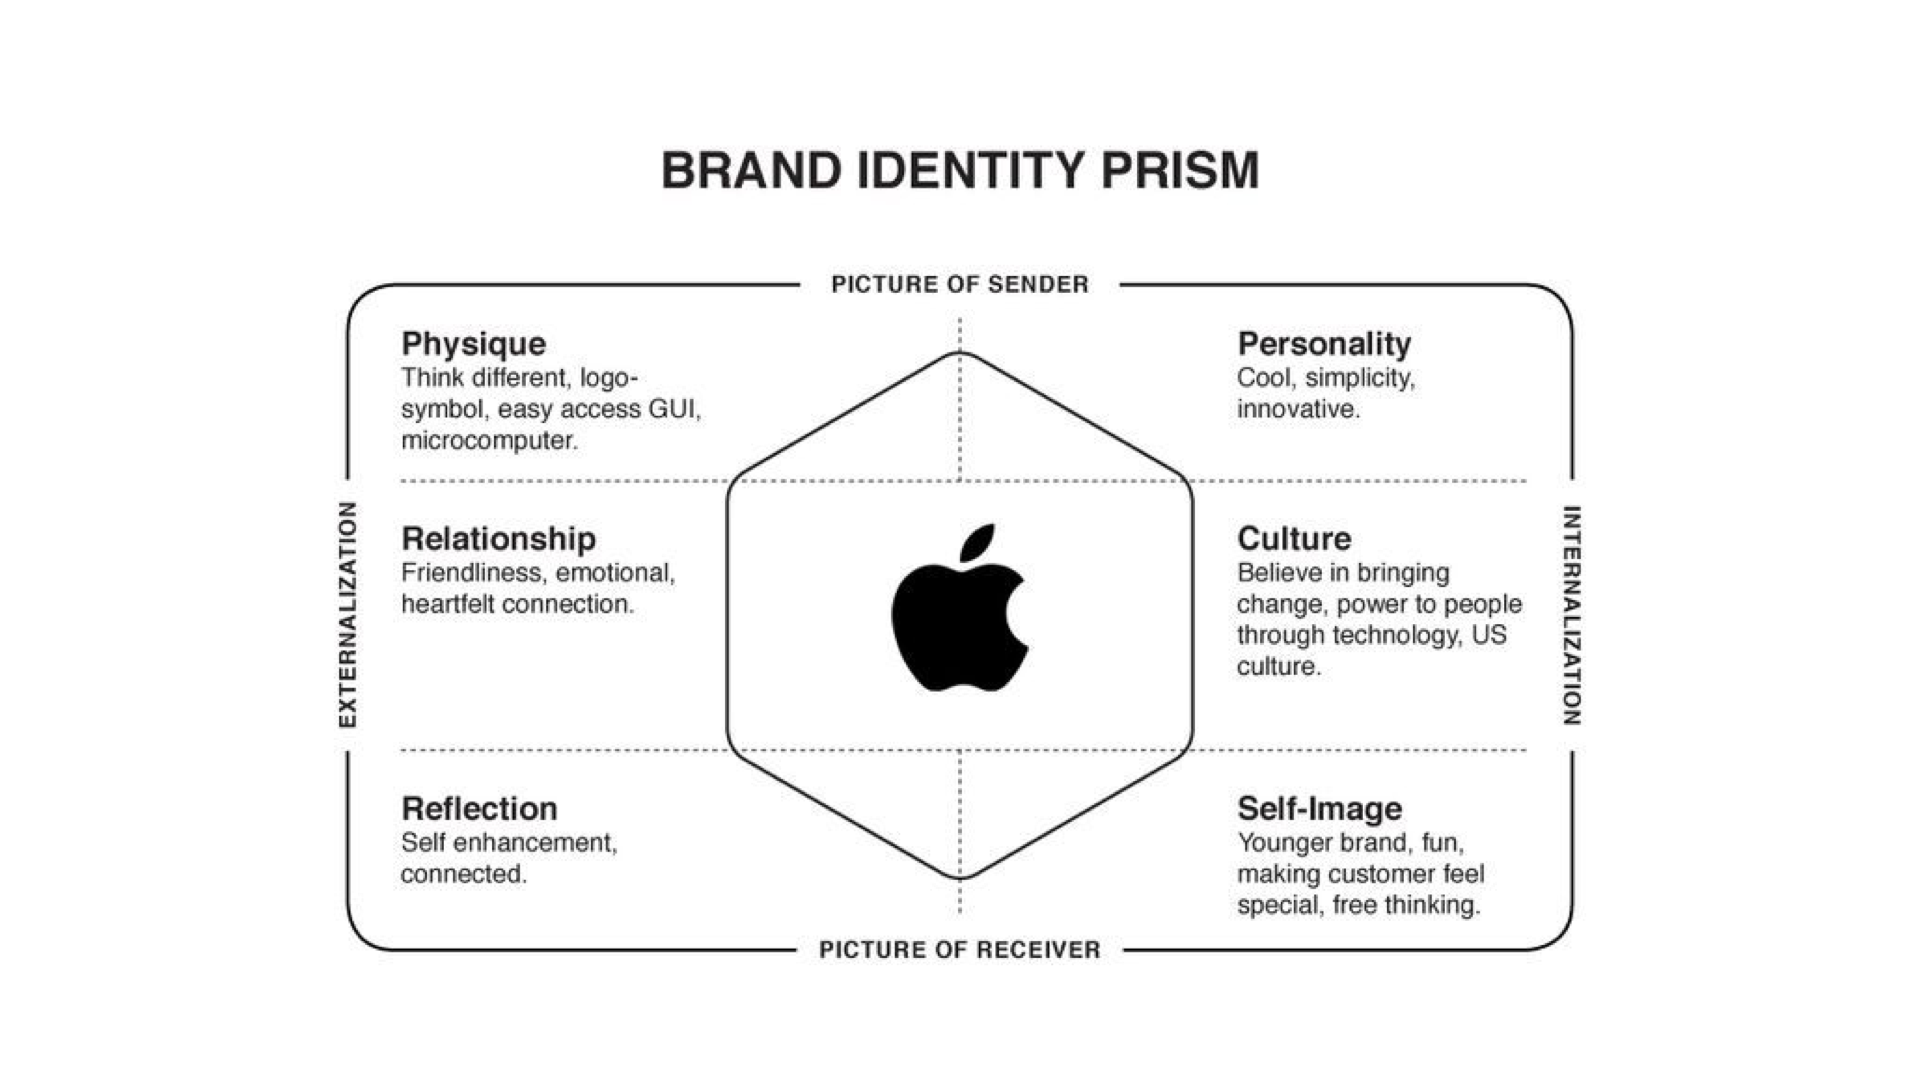 BRAND IDENTITY PRISM
PICTURE OF SENDER
Physique
Think different, logo-
symbol, easy access GUI,
microcomputer.
Personality
Cool, simplicity,
innovative.
EXTERNALIZATION
Relationship
Friendliness, emotional,
heartfelt connection.
Culture
Believe in bringing
change, power to people
through technology, US
culture.
INTERNALIZATION
Reflection
Self enhancement,
connected.
Self-Image
Younger brand, fun,
making customer feel
special, free thinking.
PICTURE OF RECEIVER